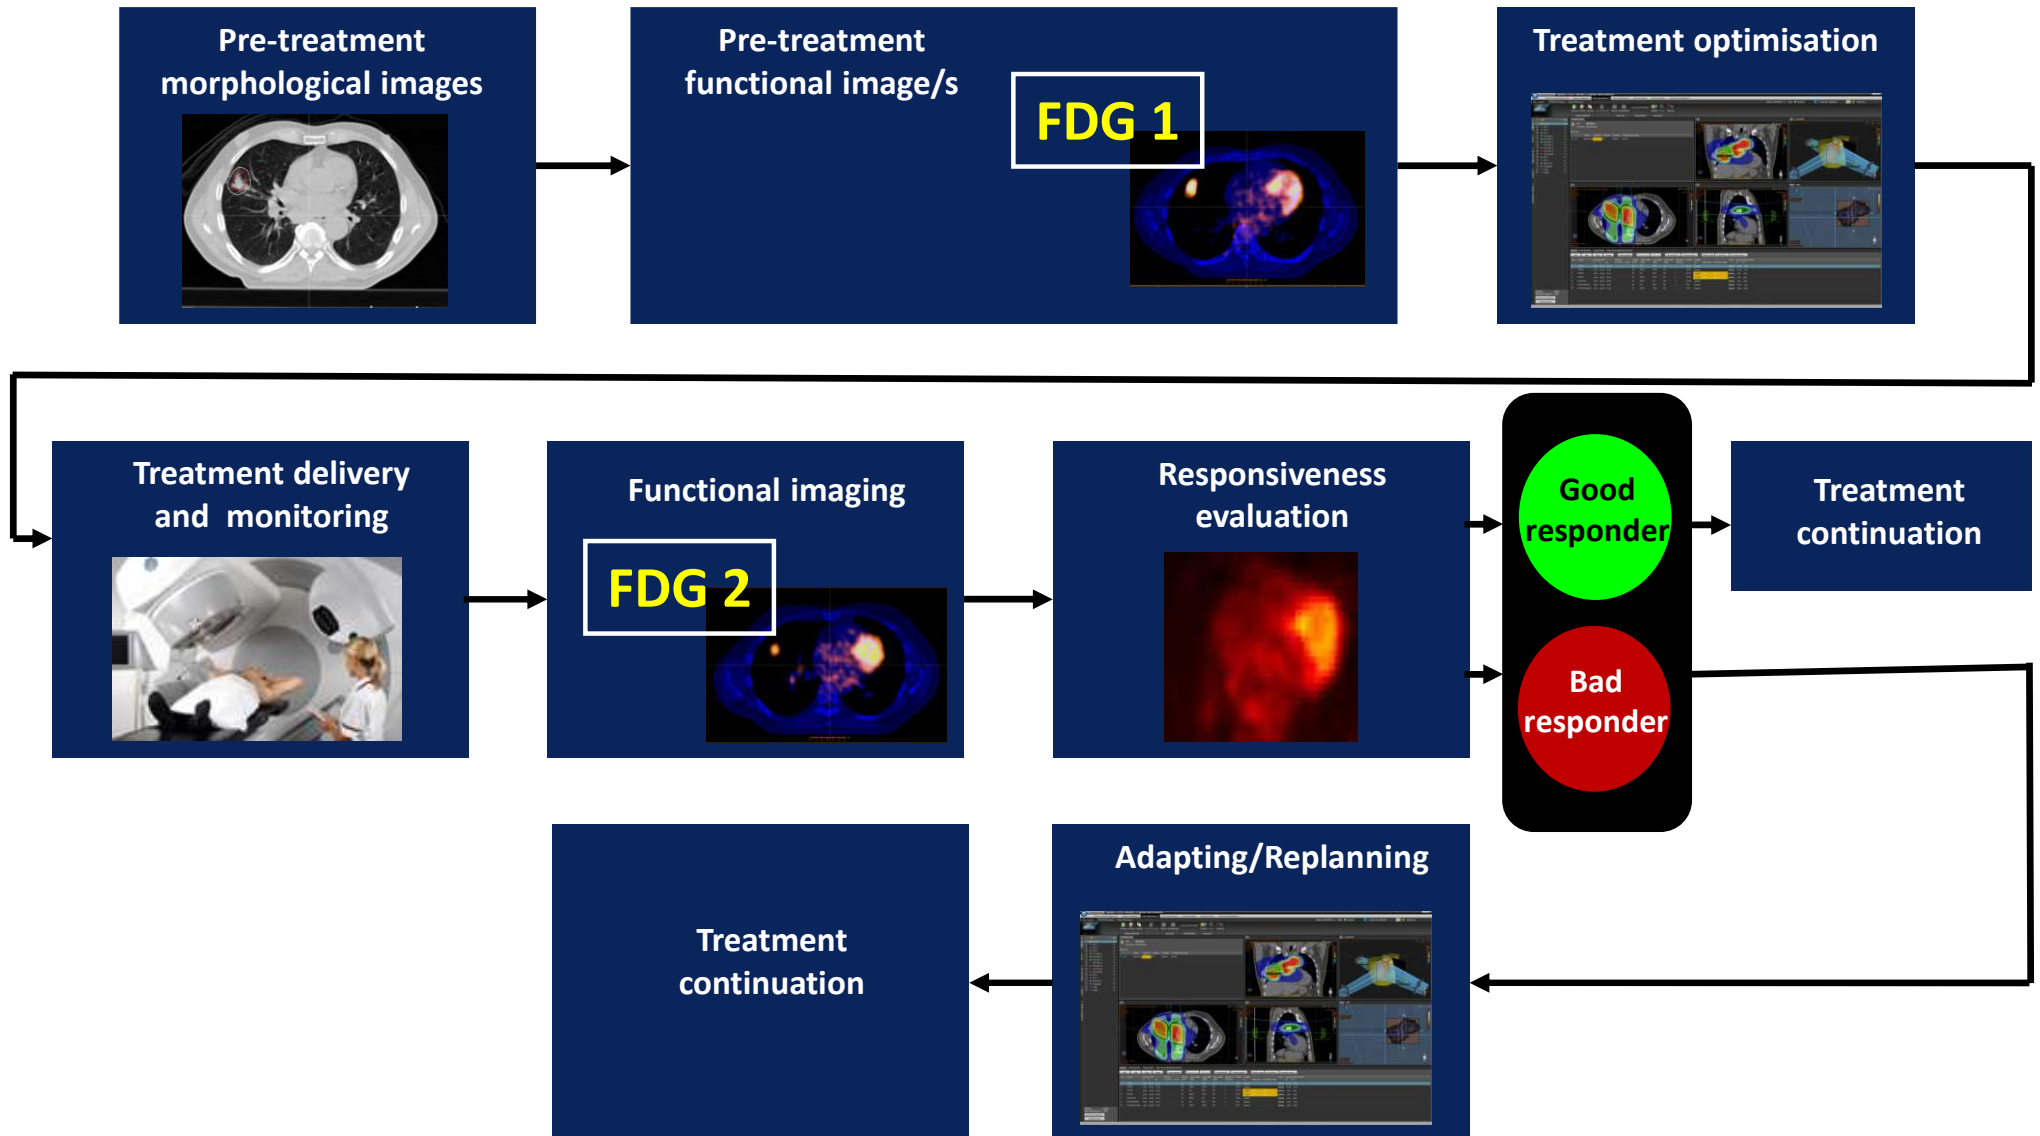 Pre-treatment
morphological images
Pre-treatment
functional image/s
FDG 1
Treatment optimisation
Treatment delivery
and monitoring
Functional imaging
FDG 2
Responsiveness
evaluation
Good
responder
Bad
responder
Treatment
continuation
Adapting/Replanning
Treatment
continuation